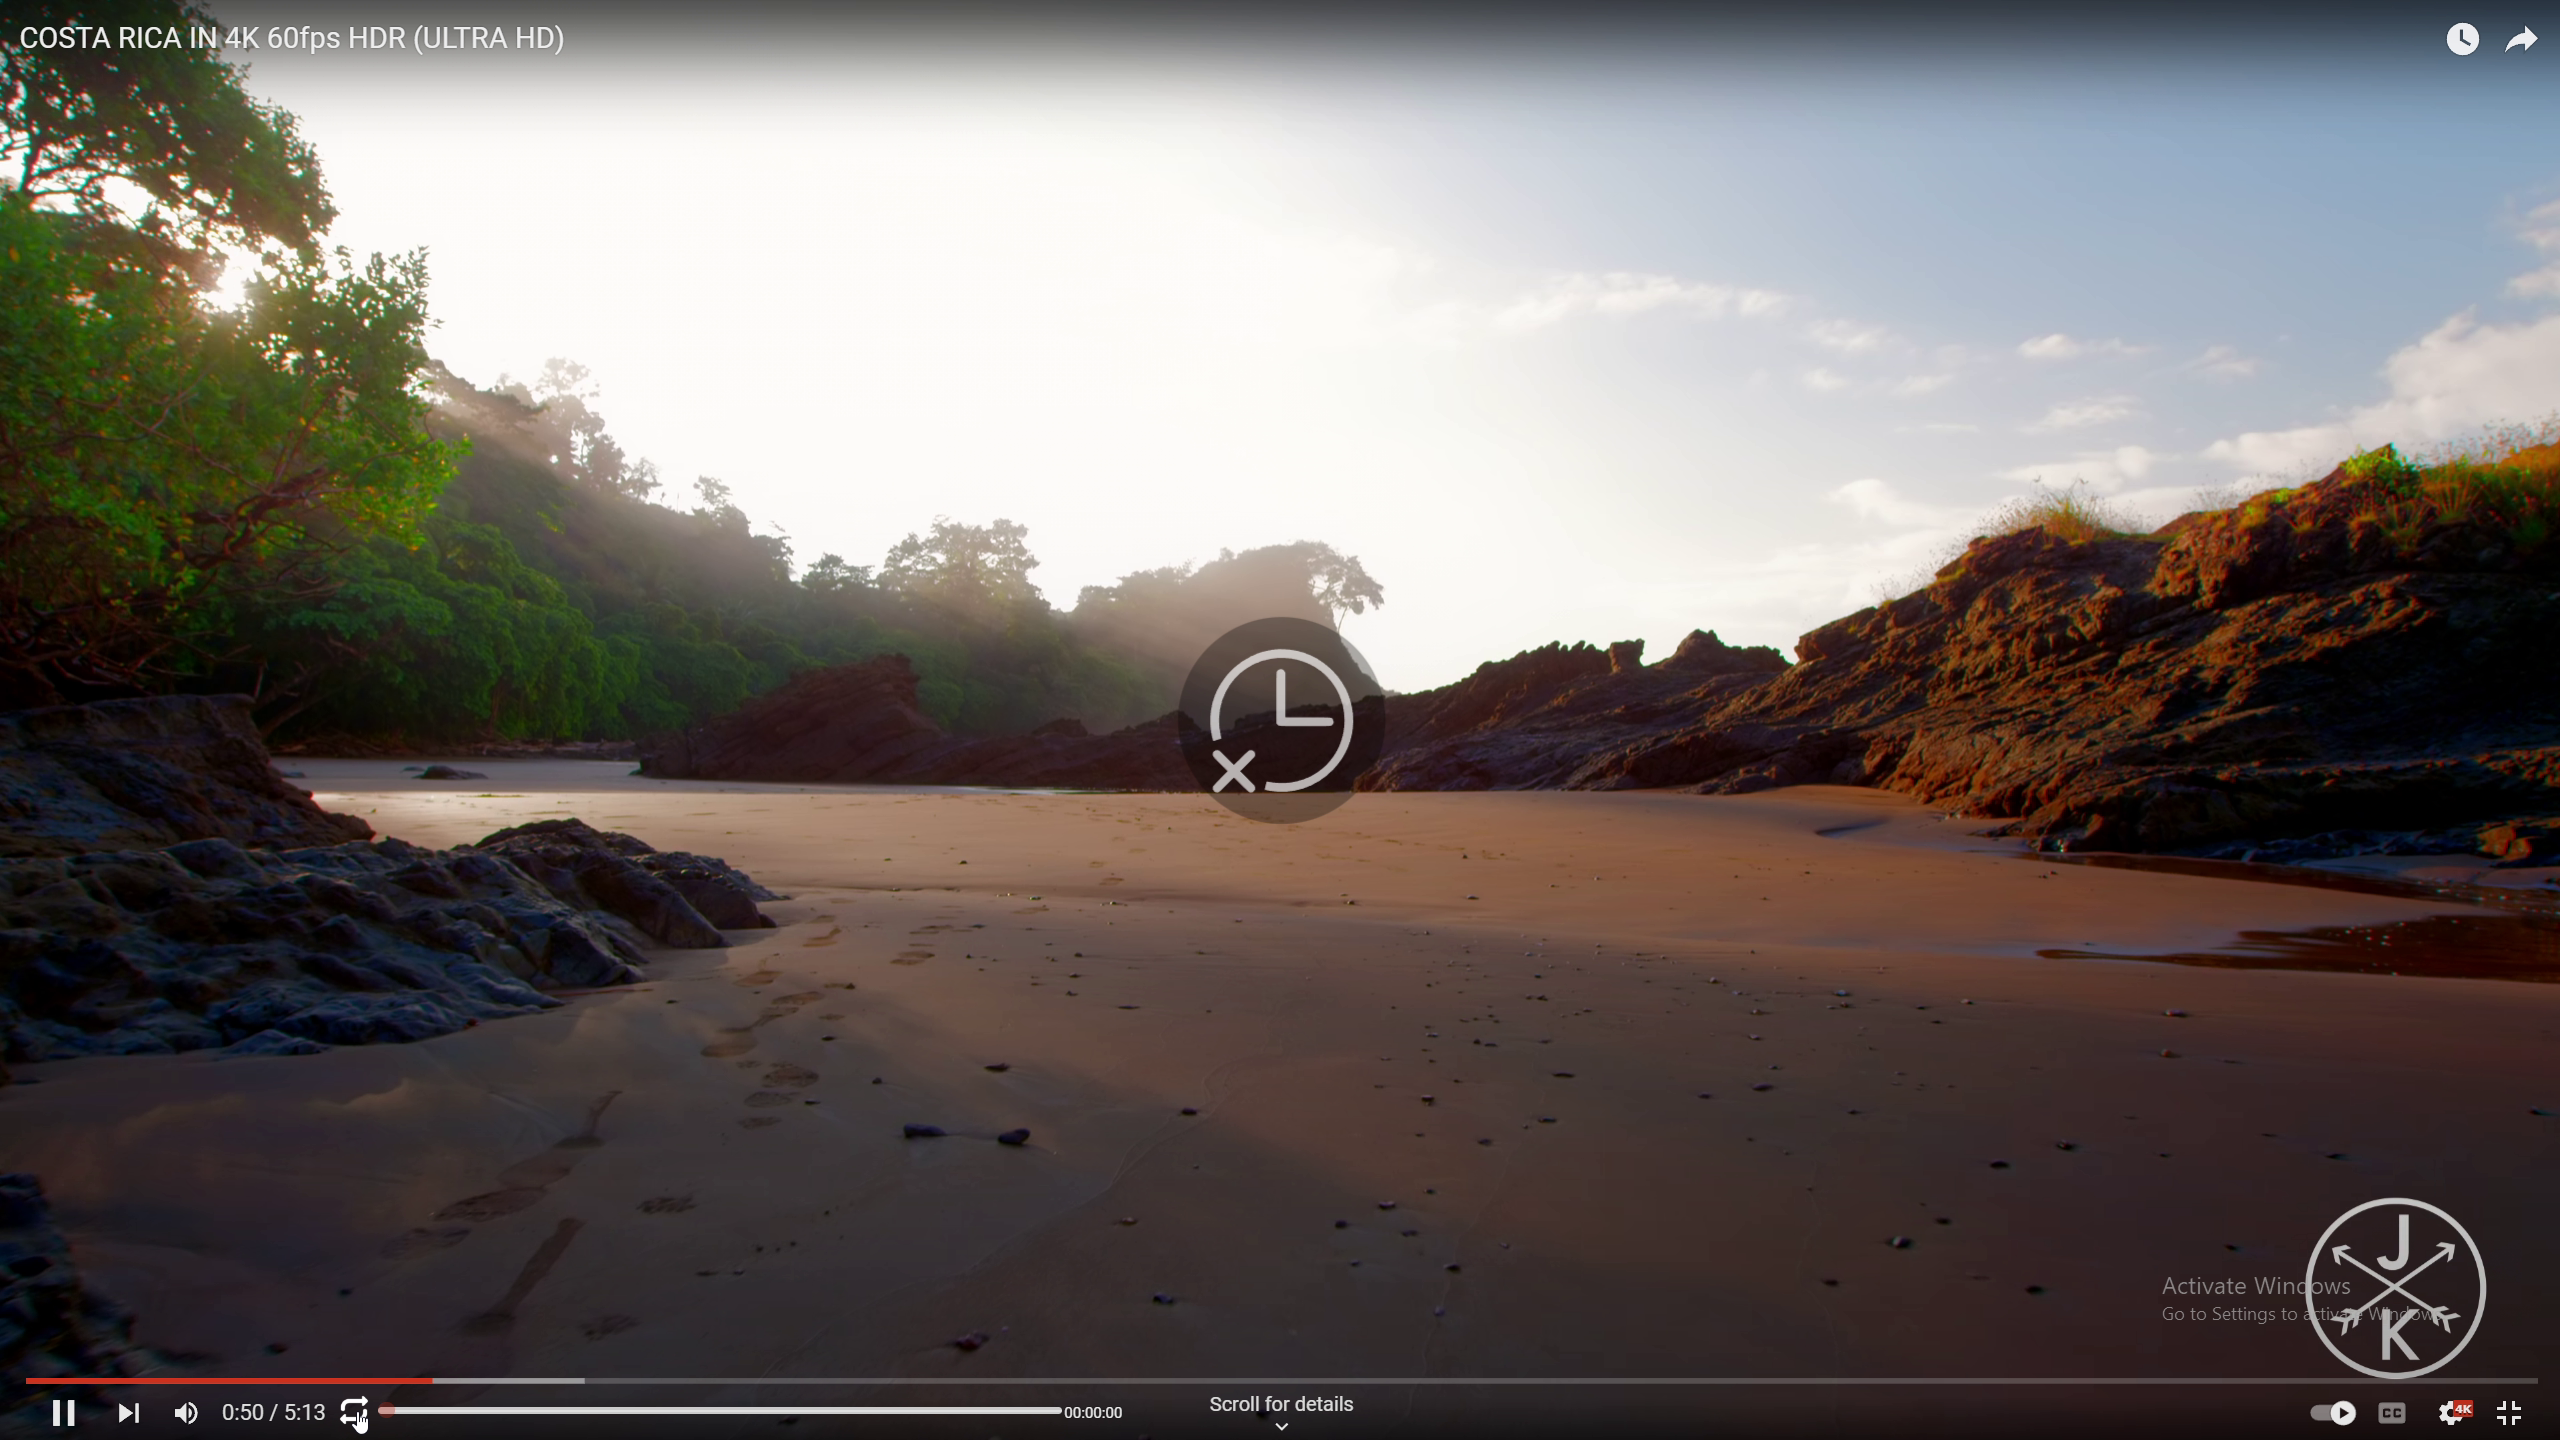 COSTA RICA IN 4K 60fps HDR (ULTRA HD)
J
K
Activate Windows
Go to Settings to activate Windows.
0:50 / 5:13
00:00:00
Scroll for details
CC
4K